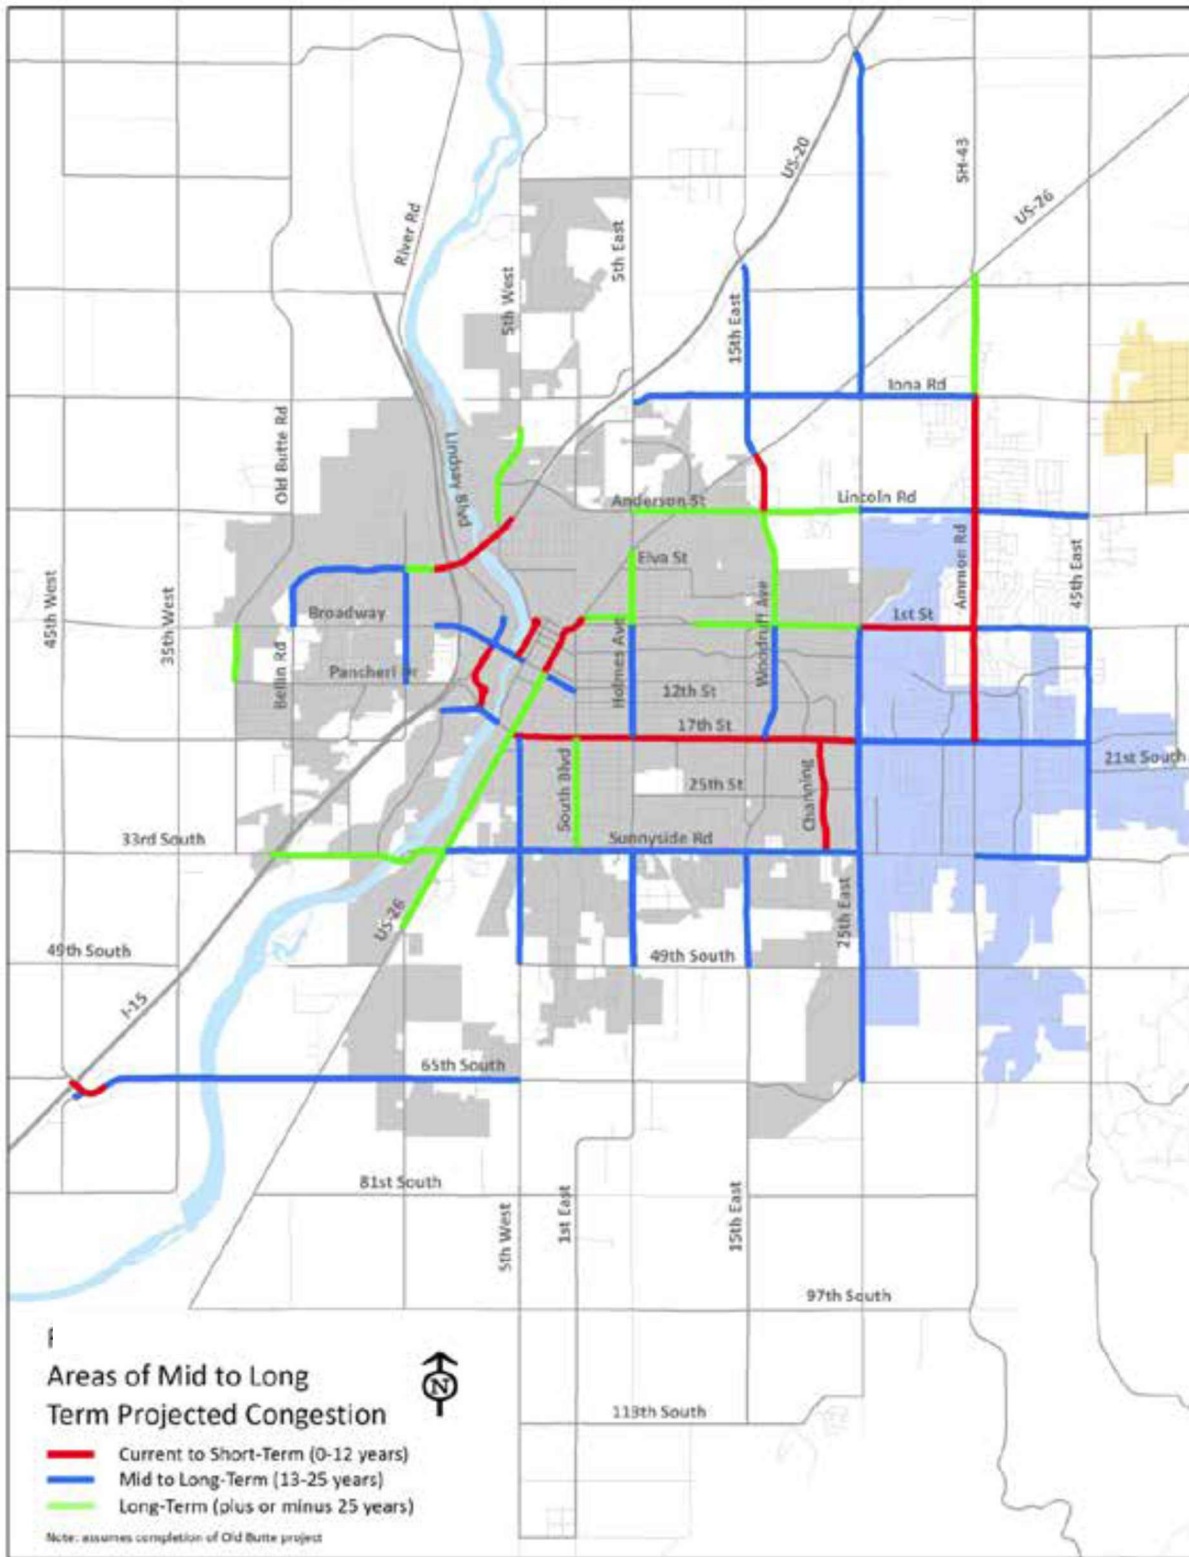 US-20
SH-43
US-26
River Rd
5th East
5th West
15th East
Iona Rd
Old Butte Rd
Lindsay Blvd
Anderson St
Lincoln Rd
Elva St
Ammon Rd
45th East
45th West
35th West
Broadway
Woodruff Ave
1st St
Bellin Rd
Pancheri Dr
Holmes Ave
12th St
17th St
21st South
South Blvd
25th St
Channing
33rd South
Sunnyside Rd
US-26
25th East
49th South
49th South
I-15
65th South
81st South
5th West
1st East
15th East
97th South
113th South
Areas of Mid to Long
Term Projected Congestion
N
Current to Short-Term (0-12 years)
Mid to Long-Term (13-25 years)
Long-Term (plus or minus 25 years)
Note: assumes completion of Old Butte project